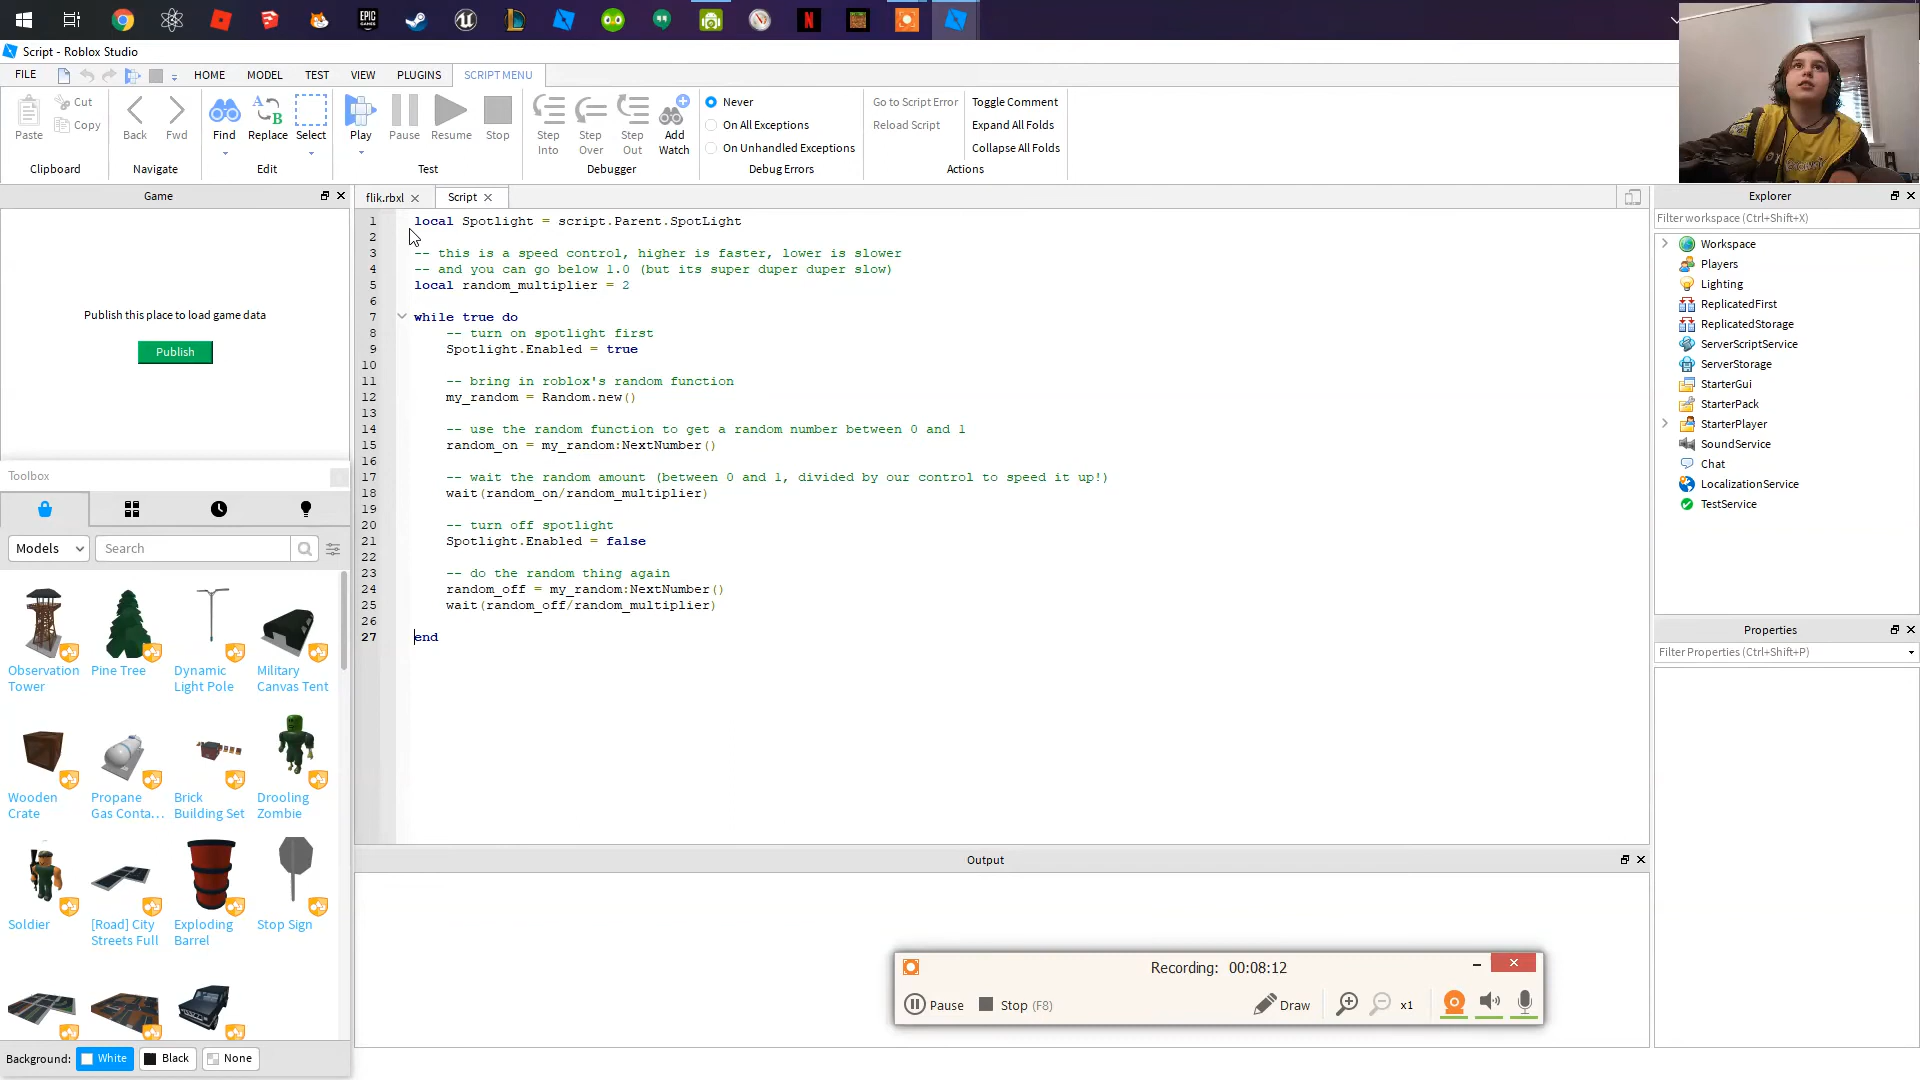 EPIC
GAMES
N
Script - Roblox Studio
FILE
HOME
MODEL
TEST
VIEW
PLUGINS
SCRIPT MENU
Paste
Cut
Copy
Clipboard
Back
Fwd
Navigate
Find
Replace
Select
Edit
Play
Pause
Resume
Stop
Test
Step
Into
Step
Over
Step
Out
Add
Watch
Debugger
Never
On All Exceptions
On Unhandled Exceptions
Debug Errors
Go to Script Error
Reload Script
Toggle Comment
Expand All Folds
Collapse All Folds
Actions
Game
Publish this place to load game data
Publish
Toolbox
Models
Search
Observation
Tower
Pine Tree
Dynamic
Light Pole
Military
Canvas Tent
Wooden
Crate
Propane
Gas Conta...
Brick
Building Set
Drooling
Zombie
Soldier
[Road] City
Streets Full
Exploding
Barrel
Stop Sign
Background:
White
Black
None
flik.rbxl
Script
1 local Spotlight = script.Parent.SpotLight
2
3 -- this is a speed control, higher is faster, lower is slower
4 -- and you can go below 1.0 (but its super duper duper slow)
5 local random_multiplier = 2
6
7 while true do
8 -- turn on spotlight first
9 Spotlight.Enabled = true
10
11 -- bring in roblox's random function
12 my_random = Random.new()
13
14 -- use the random function to get a random number between 0 and 1
15 random_on = my_random:NextNumber()
16
17 -- wait the random amount (between 0 and 1, divided by our control to speed it up!)
18 wait(random_on/random_multiplier)
19
20 -- turn off spotlight
21 Spotlight.Enabled = false
22
23 -- do the random thing again
24 random_off = my_random:NextNumber()
25 wait(random_off/random_multiplier)
26
27 end
Output
Recording: 00:08:12
Pause
Stop (F8)
Draw
x1
Explorer
Filter workspace (Ctrl+Shift+X)
Workspace
Players
Lighting
ReplicatedFirst
ReplicatedStorage
ServerScriptService
ServerStorage
StarterGui
StarterPack
StarterPlayer
SoundService
Chat
LocalizationService
TestService
Properties
Filter Properties (Ctrl+Shift+P)